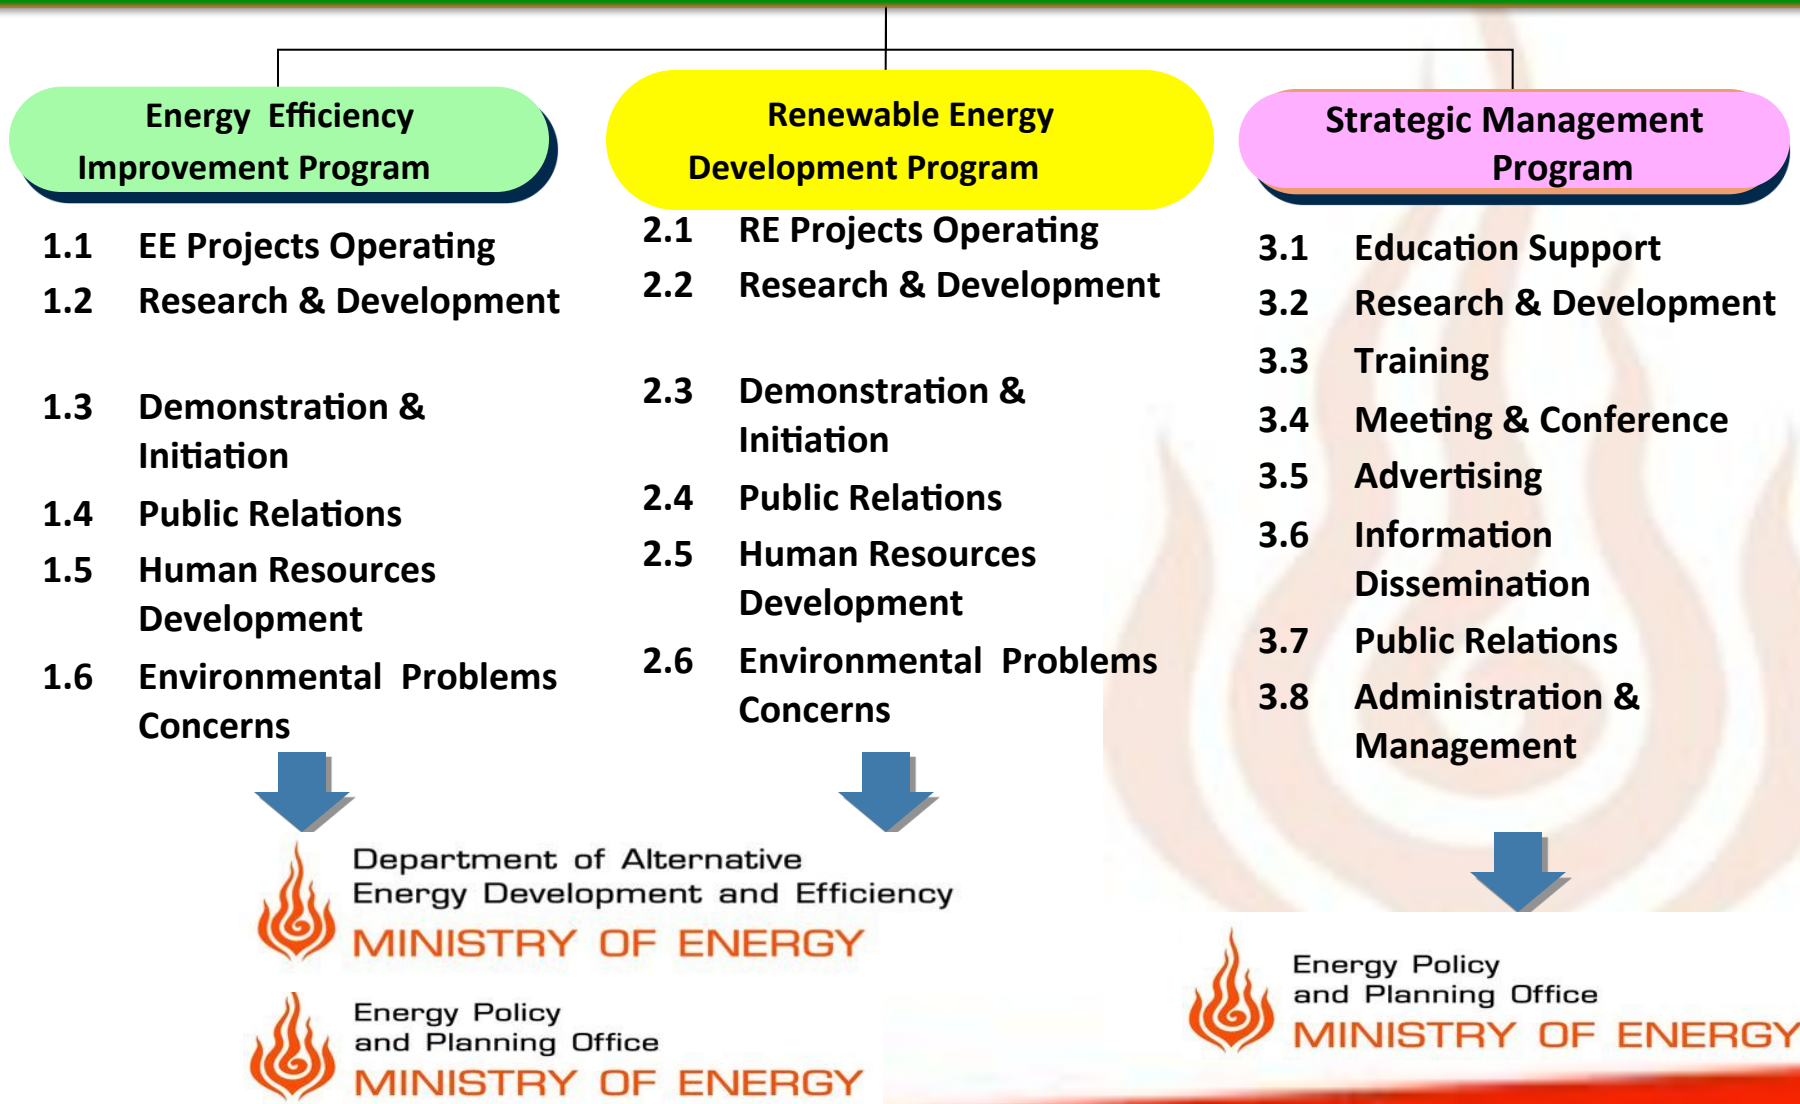 Energy Efficiency
Improvement Program
1.1 EE Projects Operating
1.2 Research & Development
1.3 Demonstration &
Initiation
1.4 Public Relations
1.5 Human Resources
Development
1.6 Environmental Problems
Concerns
Renewable Energy
Development Program
2.1 RE Projects Operating
2.2 Research & Development
2.3 Demonstration &
Initiation
2.4 Public Relations
2.5 Human Resources
Development
2.6 Environmental Problems
Concerns
Strategic Management
Program
3.1 Education Support
3.2 Research & Development
3.3 Training
3.4 Meeting & Conference
3.5 Advertising
3.6 Information
Dissemination
3.7 Public Relations
3.8 Administration &
Management
Department of Alternative
Energy Development and Efficiency
MINISTRY OF ENERGY
Energy Policy
and Planning Office
MINISTRY OF ENERGY
Energy Policy
and Planning Office
MINISTRY OF ENERGY